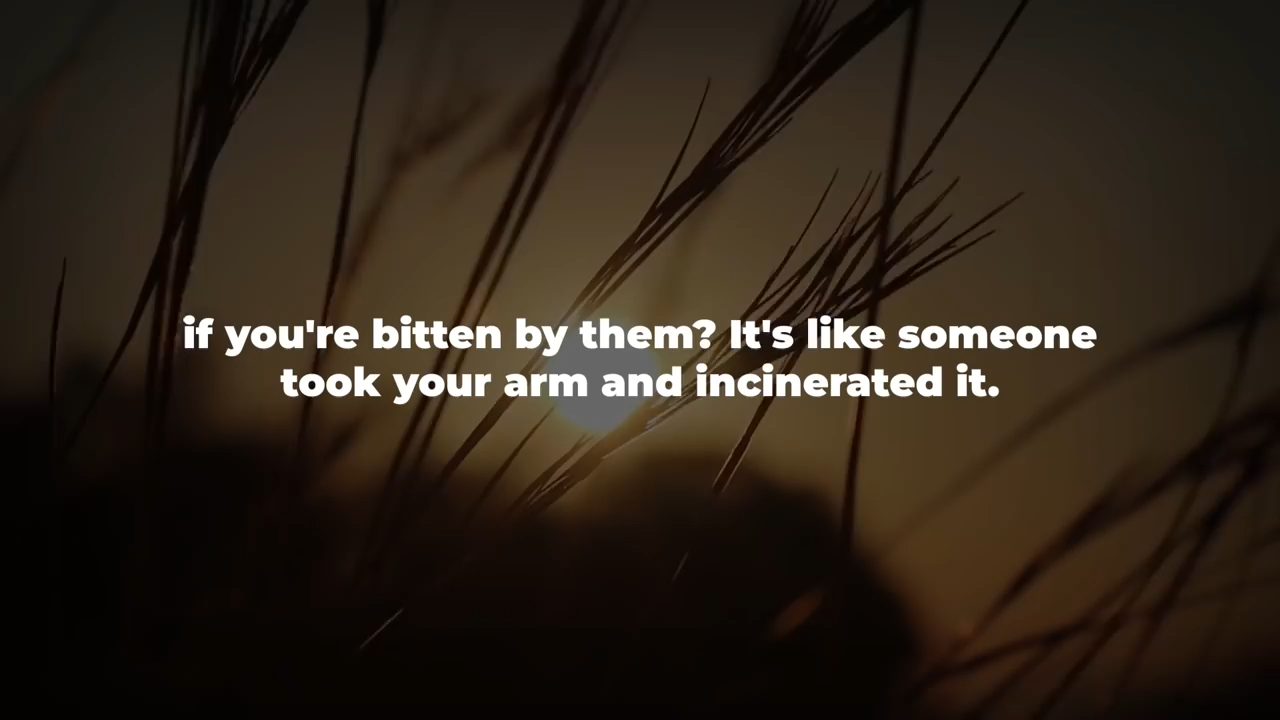 if you're bitten by them? It's like someone
took your arm and incinerated it.